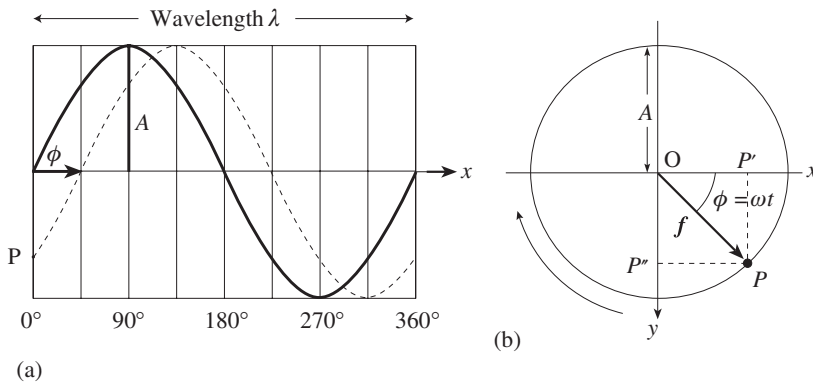 Wavelength λ
A
ϕ
x
P
0° 90° 180° 270° 360°
(a)
A
O
P′
x
ϕ = ωt
f
P″
P
y
(b)